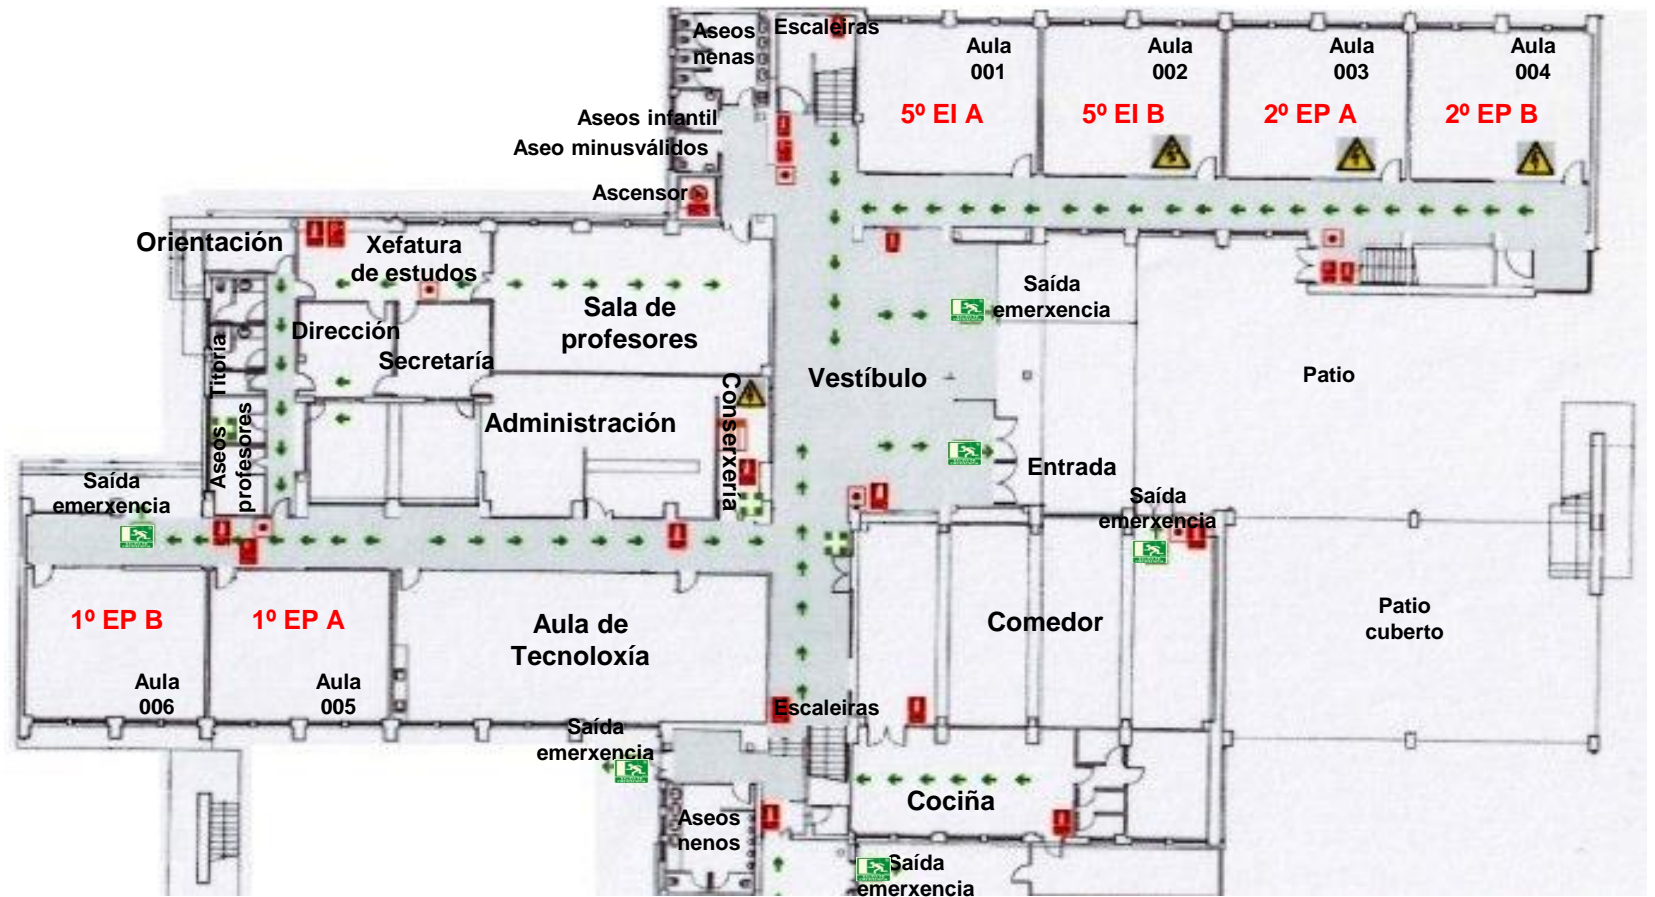 Aseos
nenas
Escaleiras
Aula
001
Aula
002
Aula
003
Aula
004
5º EI A
5º EI B
2º EP A
2º EP B
Aseos infantil
Aseo minusválidos
Ascensor
Orientación
Xefatura
de estudos
Sala de
profesores
Saída
emerxencia
Dirección
Secretaría
Titoría
Vestíbulo
Patio
Conserxería
Administración
Aseos
profesores
Entrada
Saída
emerxencia
Saída
emerxencia
1º EP B
1º EP A
Aula de
Tecnoloxía
Comedor
Patio
cuberto
Aula
006
Aula
005
Escaleiras
Saída
emerxencia
Cociña
Aseos
nenos
Saída
emerxencia